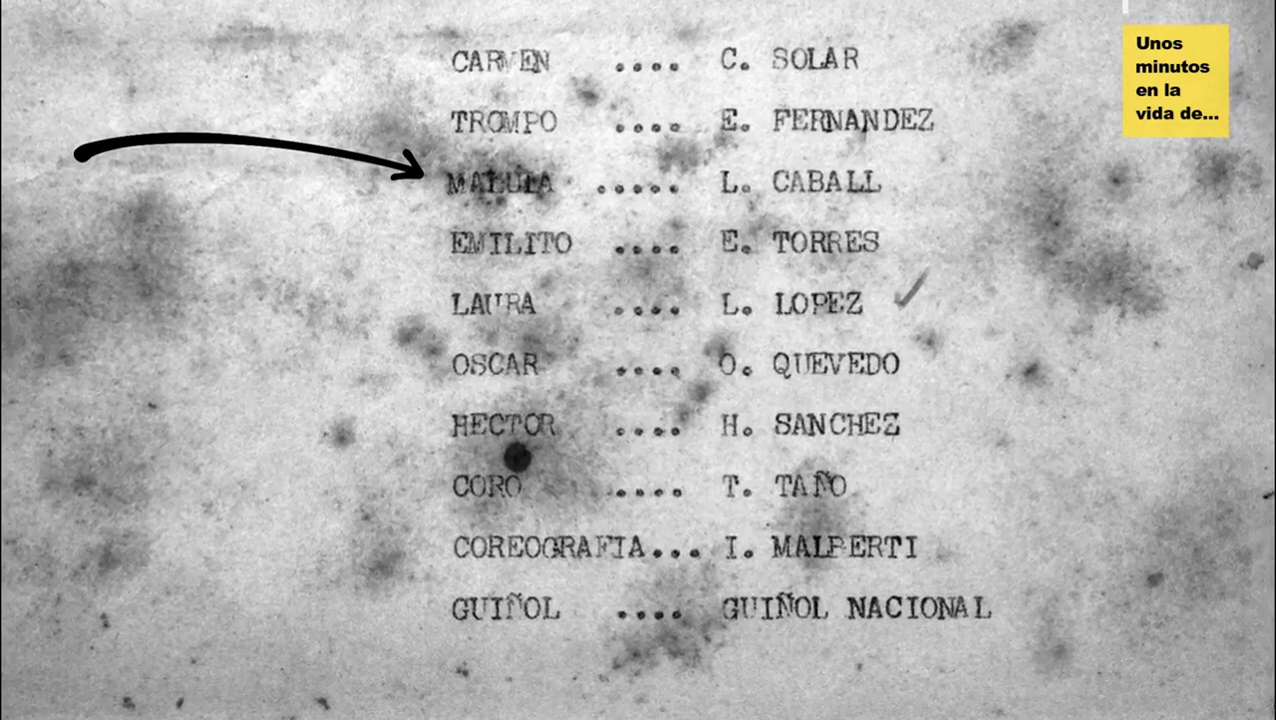 CARMEN .... C. SOLAR
TROMPO .... E. FERNANDEZ
MALULA ..... L. CABALL
EMILITO .... E. TORRES
LAURA .... L. LOPEZ
OSCAR .... O. QUEVEDO
HECTOR .... H. SANCHEZ
CORO .... T. TAÑO
COREOGRAFIA... I. MALBERTI
GUIÑOL .... GUIÑOL NACIONAL
Unos
minutos
en la
vida de...